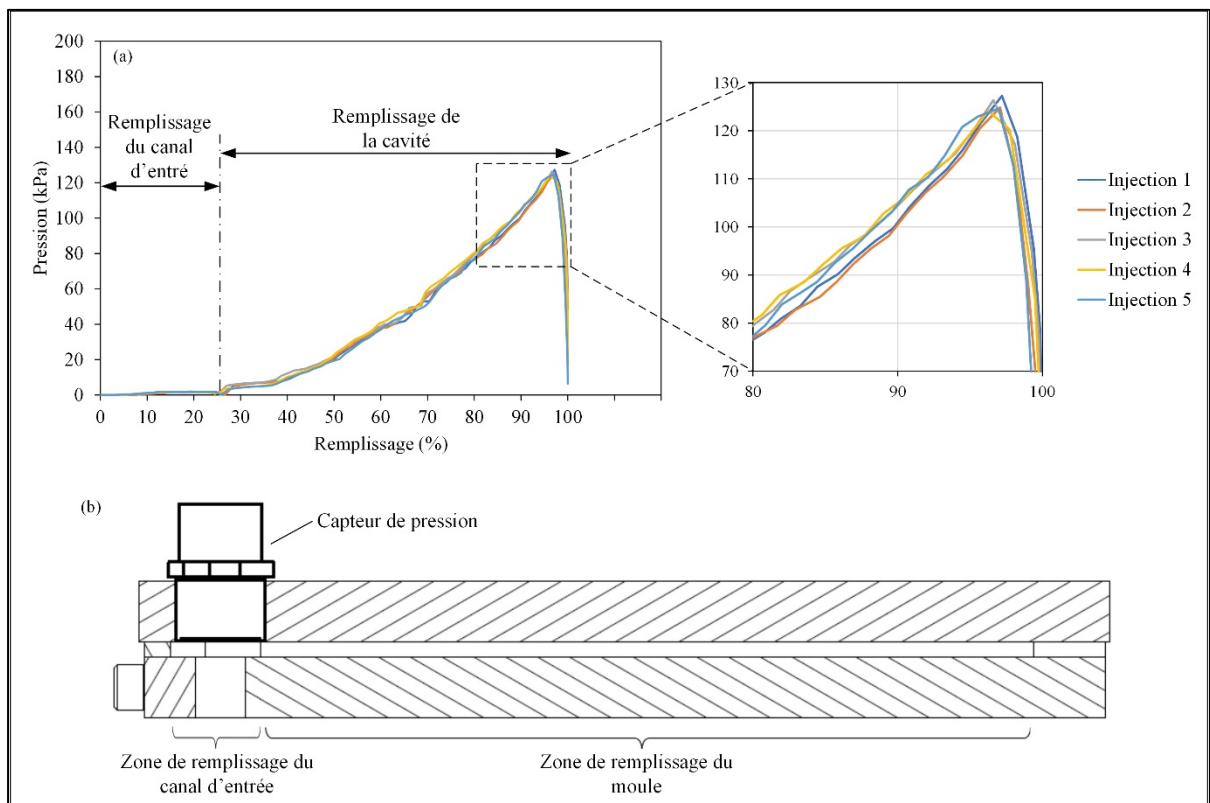 (a)
200
180
160
140
120
100
80
60
40
20
0
Pression (kPa)
0 10 20 30 40 50 60 70 80 90 100
Remplissage (%)
Remplissage
du canal
d'entré
Remplissage de
la cavité
130
120
110
100
90
80
70
80 90 100
Injection 1
Injection 2
Injection 3
Injection 4
Injection 5
(b)
Capteur de pression
Zone de remplissage du
canal d'entrée
Zone de remplissage du
moule